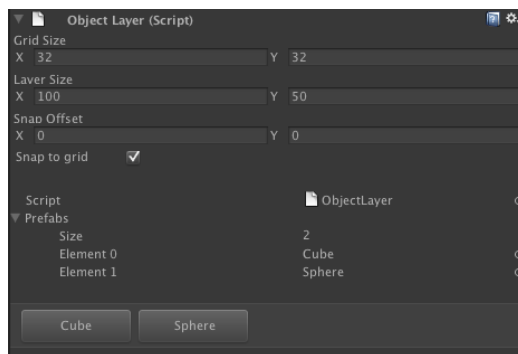 Object Layer (Script)
Grid Size
X 32 Y 32
Layer Size
X 100 Y 50
Snap Offset
X 0 Y 0
Snap to grid
Script ObjectLayer
Prefabs
Size 2
Element 0 Cube
Element 1 Sphere
Cube Sphere